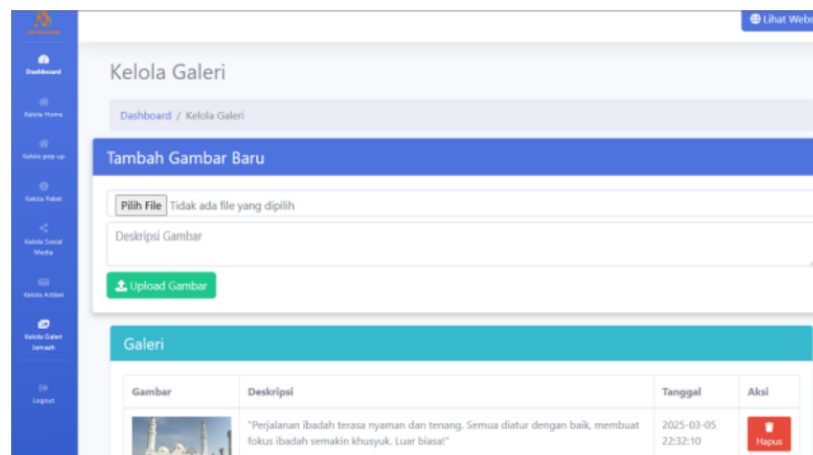 Lihat Webs
Dashboard
Kelola Home
Kelola pop-up
Kelola Paket
Kelola Sosial
Media
Kelola Artikel
Kelola Galeri
Jamaah
Logout
Kelola Galeri
Dashboard / Kelola Galeri
Tambah Gambar Baru
Pilih File Tidak ada file yang dipilih
Deskripsi Gambar
Upload Gambar
Galeri
Gambar Deskripsi Tanggal Aksi
"Perjalanan ibadah terasa nyaman dan tenang. Semua diatur dengan baik, membuat
fokus ibadah semakin khusyuk. Luar biasa!"
2025-03-05
22:32:10
Hapus